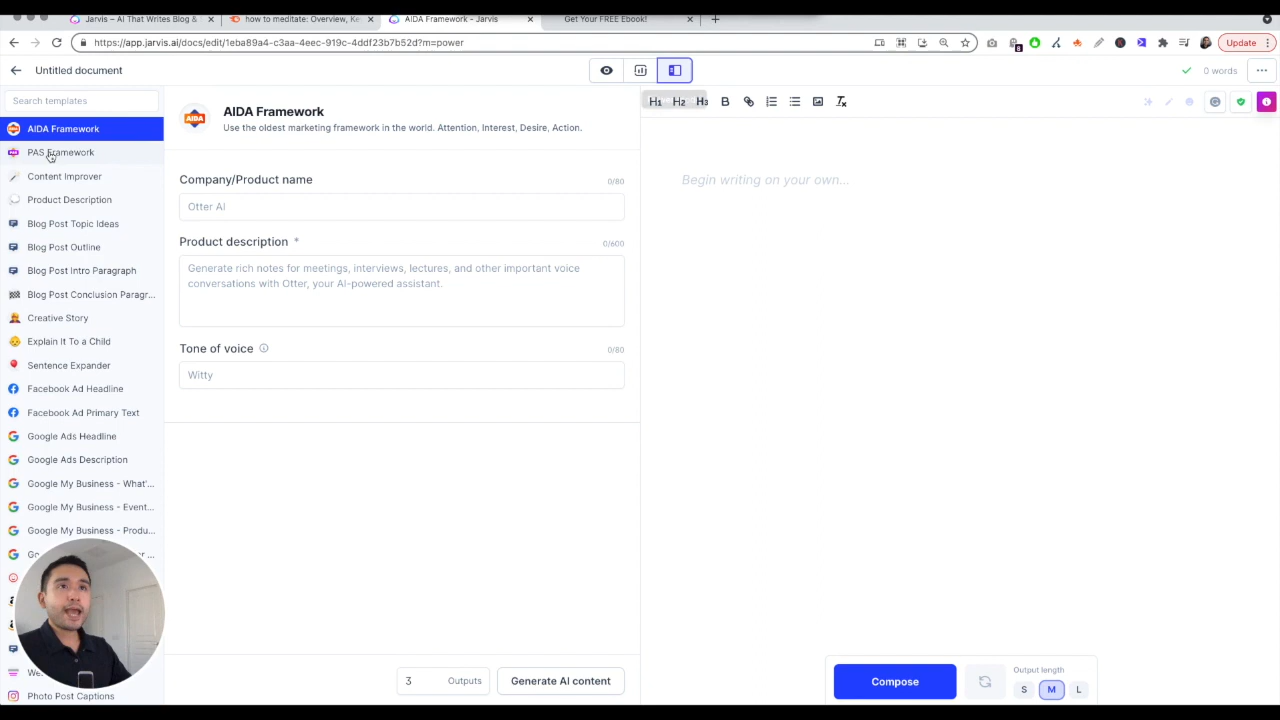 Jarvis – AI That Writes Blog &
how to meditate: Overview, Ke
AIDA Framework - Jarvis
Get Your FREE Ebook!
https://app.jarvis.ai/docs/edit/1eba89a4-c3aa-4eec-919c-4ddf23b7b52d?m=power
8
Update
Untitled document
0 words
Search templates
AIDA Framework
PAS Framework
Content Improver
Product Description
Blog Post Topic Ideas
Blog Post Outline
Blog Post Intro Paragraph
Blog Post Conclusion Paragr...
Creative Story
Explain It To a Child
Sentence Expander
Facebook Ad Headline
Facebook Ad Primary Text
Google Ads Headline
Google Ads Description
Google My Business - What'...
Google My Business - Event...
Google My Business - Produ...
Photo Post Captions
AIDA
AIDA Framework
Use the oldest marketing framework in the world. Attention, Interest, Desire, Action.
Company/Product name
0/80
Otter AI
Product description *
0/600
Generate rich notes for meetings, interviews, lectures, and other important voice
conversations with Otter, your AI-powered assistant.
Tone of voice
0/80
Witty
3 Outputs
Generate AI content
H1 H2 H3 B
Begin writing on your own...
Compose
Output length
S M L